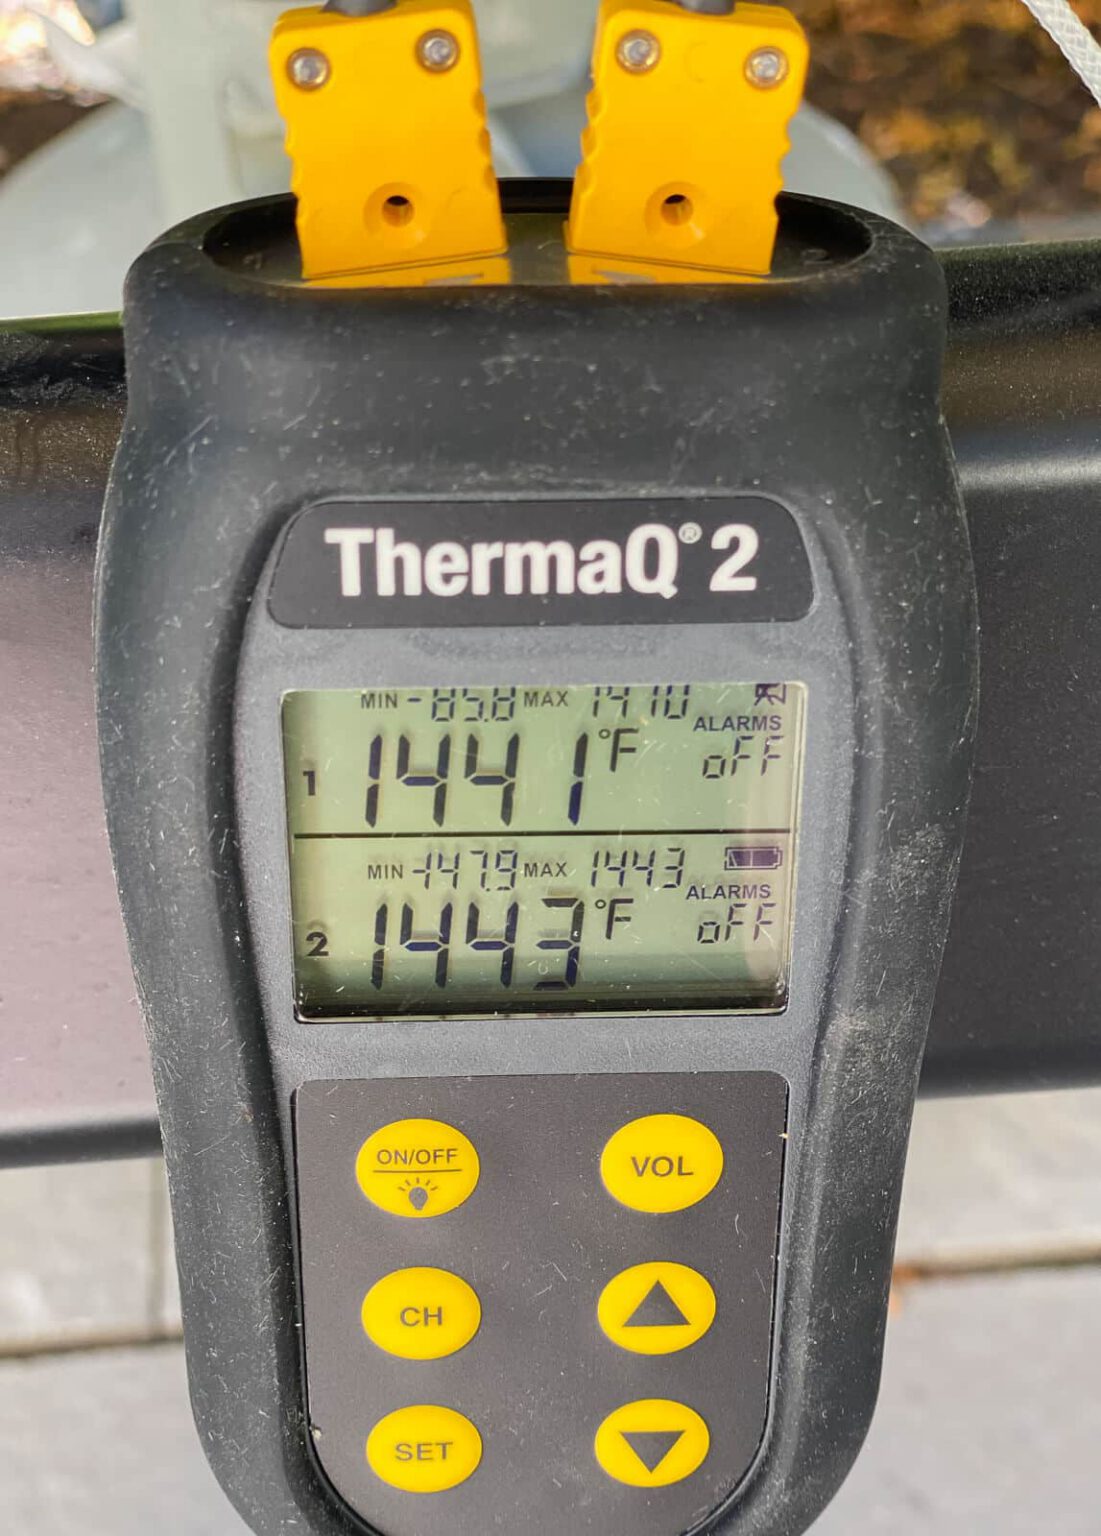 ThermaQ® 2
MIN -85.8 MAX 1470
ALARMS
1 1441 °F oFF
MIN -147.9 MAX 1443
ALARMS
2 1443 °F oFF
ON/OFF VOL
CH
SET